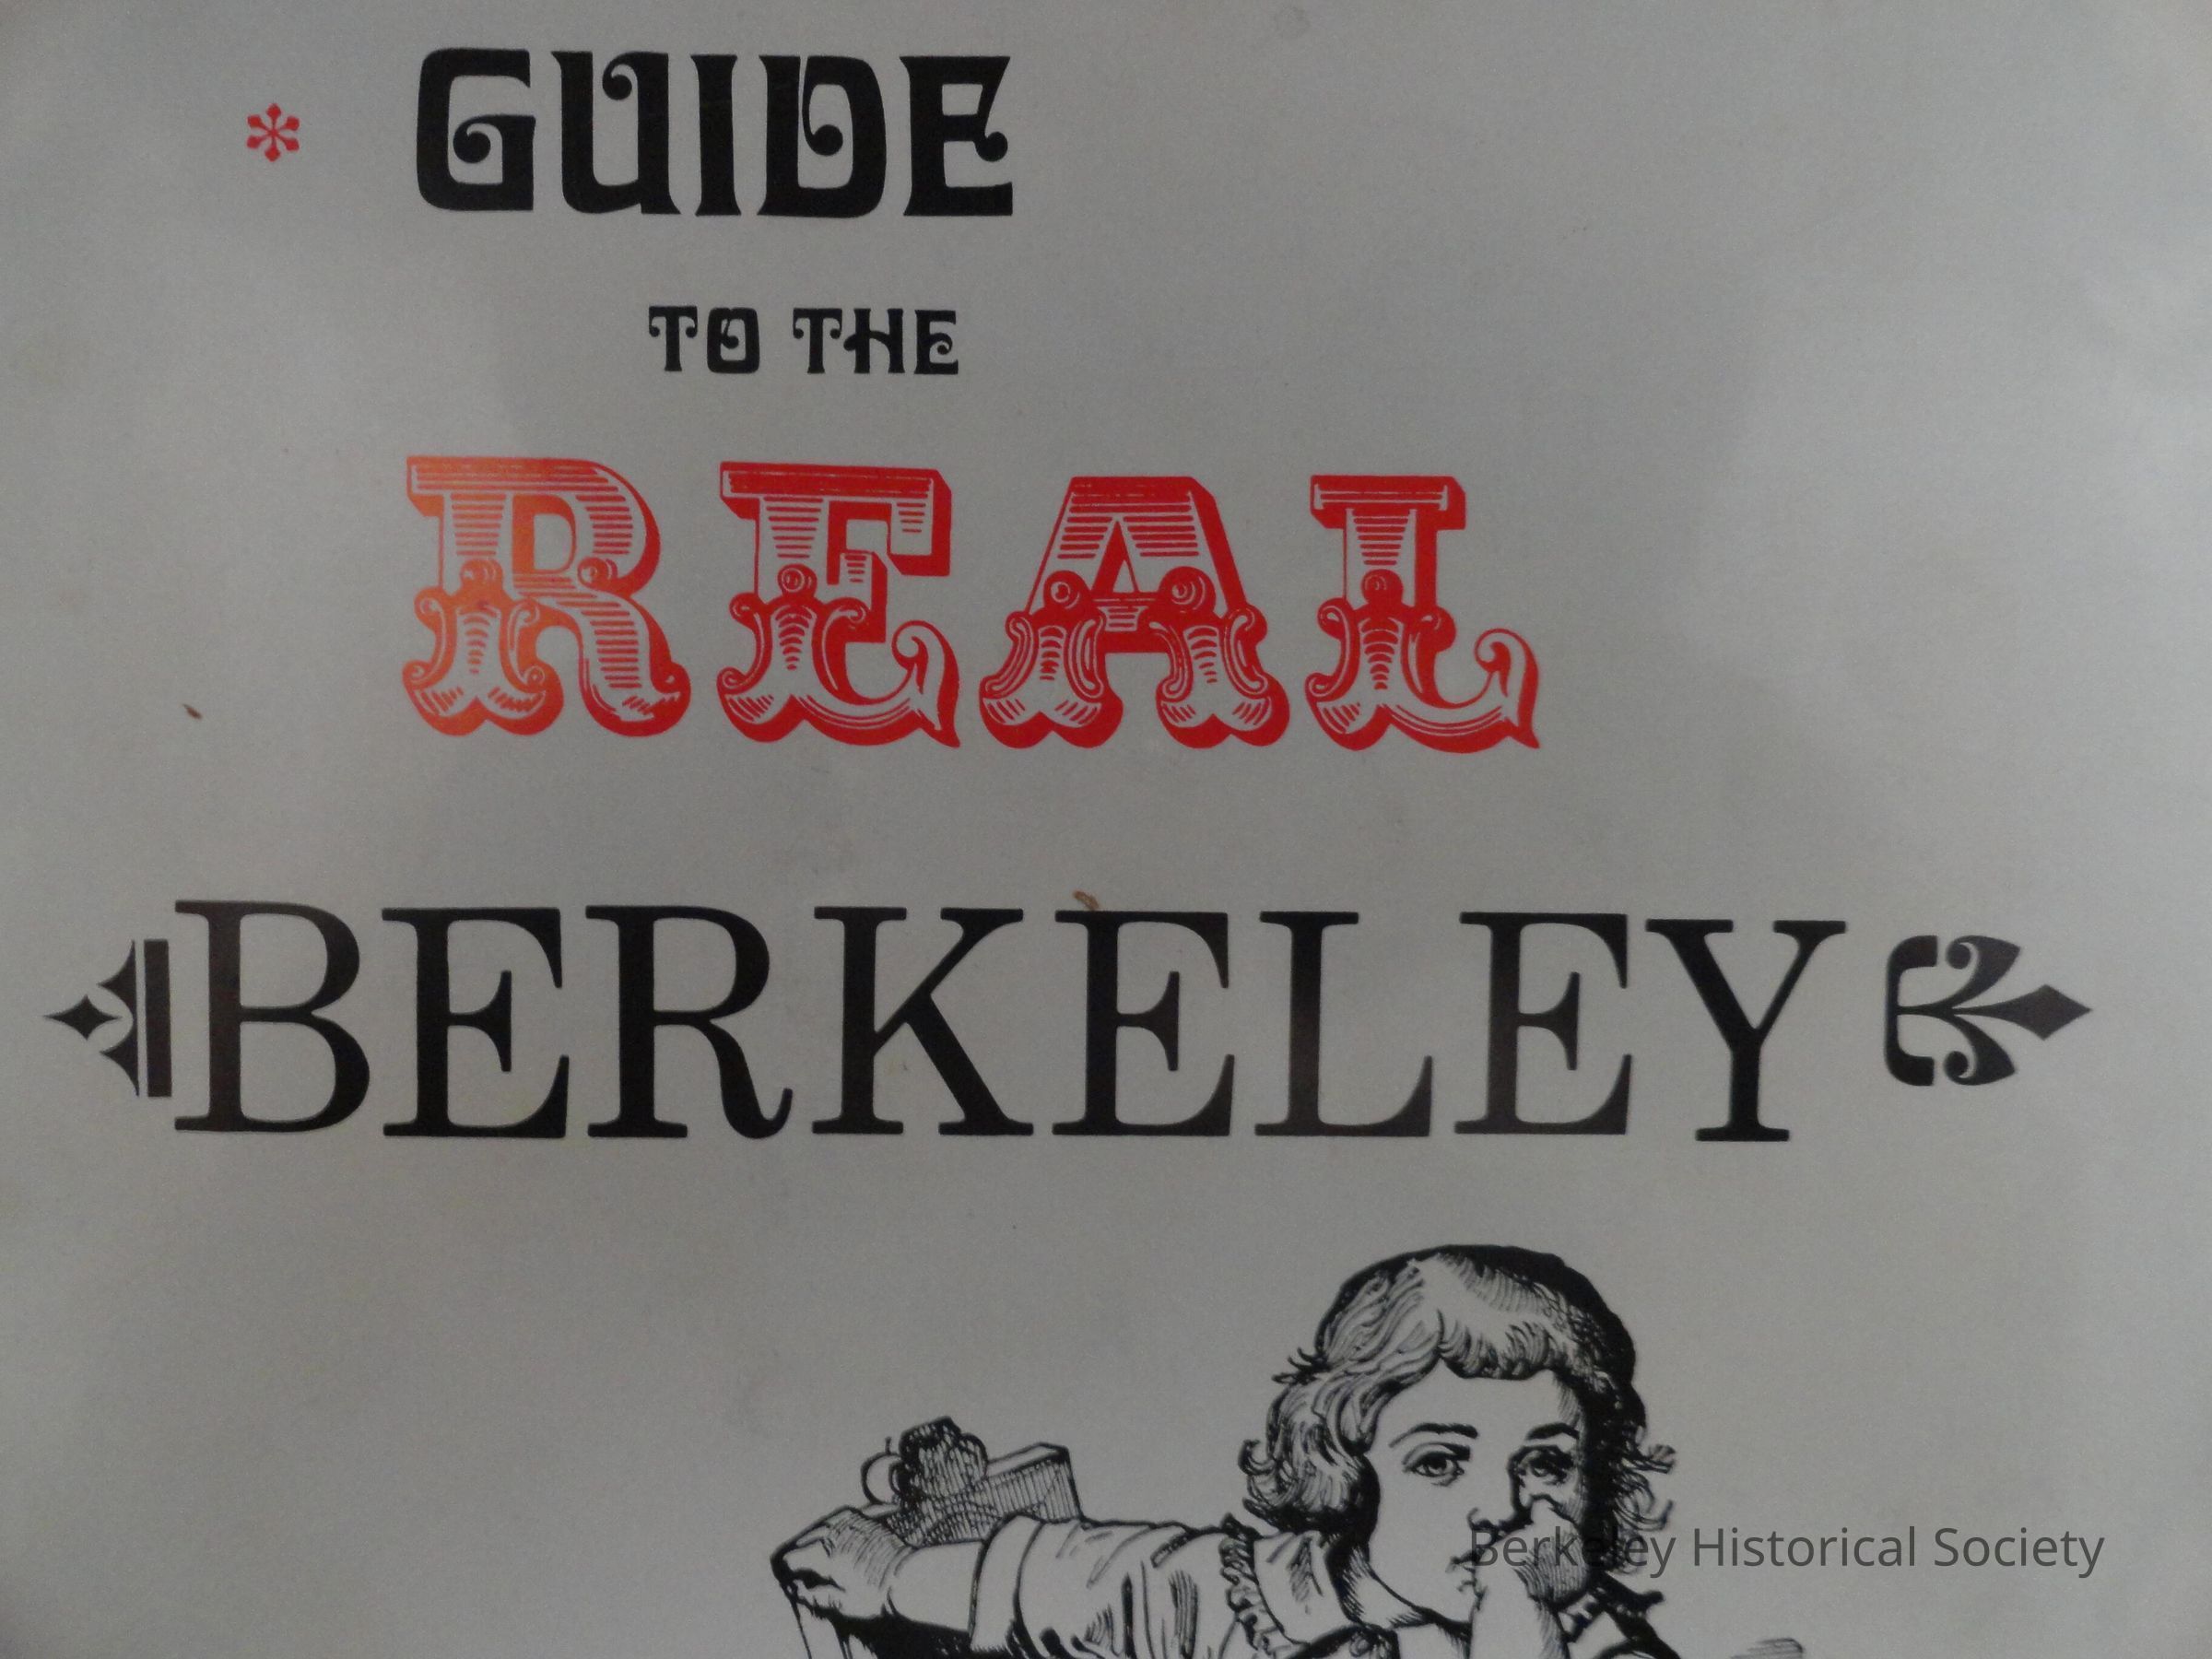 * GUIDE
TO THE
REAL
BERKELEY
Berkeley Historical Society